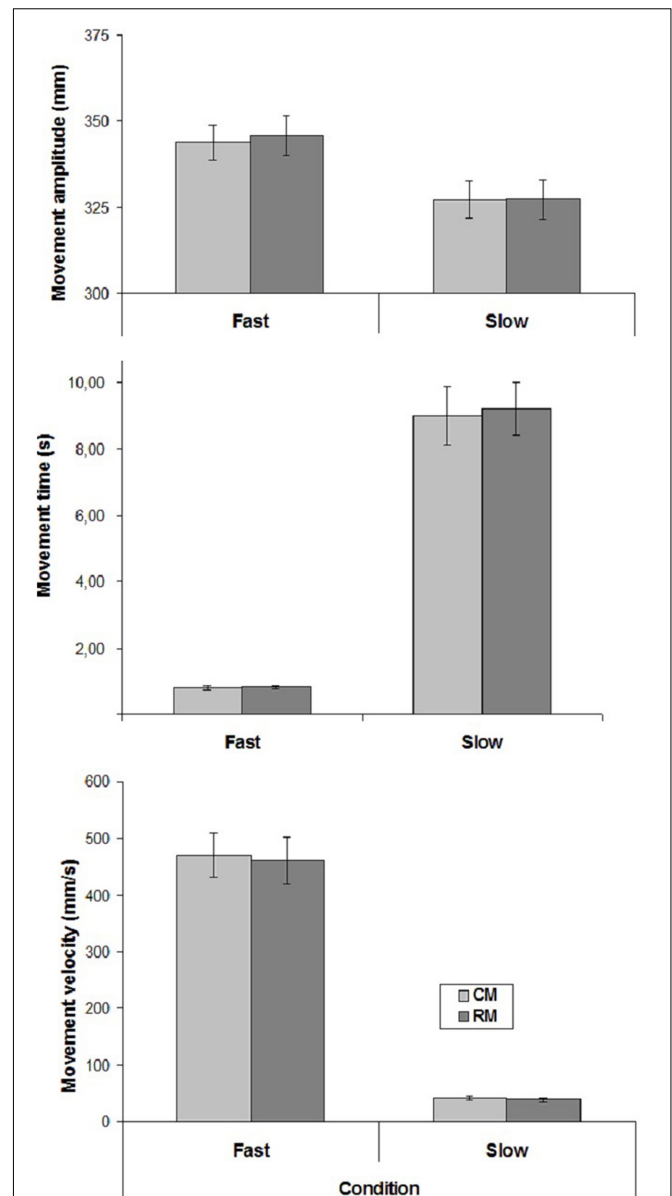 Movement amplitude (mm)
375
350
325
300
Fast Slow
Movement time (s)
10,00
8,00
6,00
4,00
2,00
Fast Slow
Movement velocity (mm/s)
600
500
400
300
200
100
0
CM
RM
Fast Slow
Condition